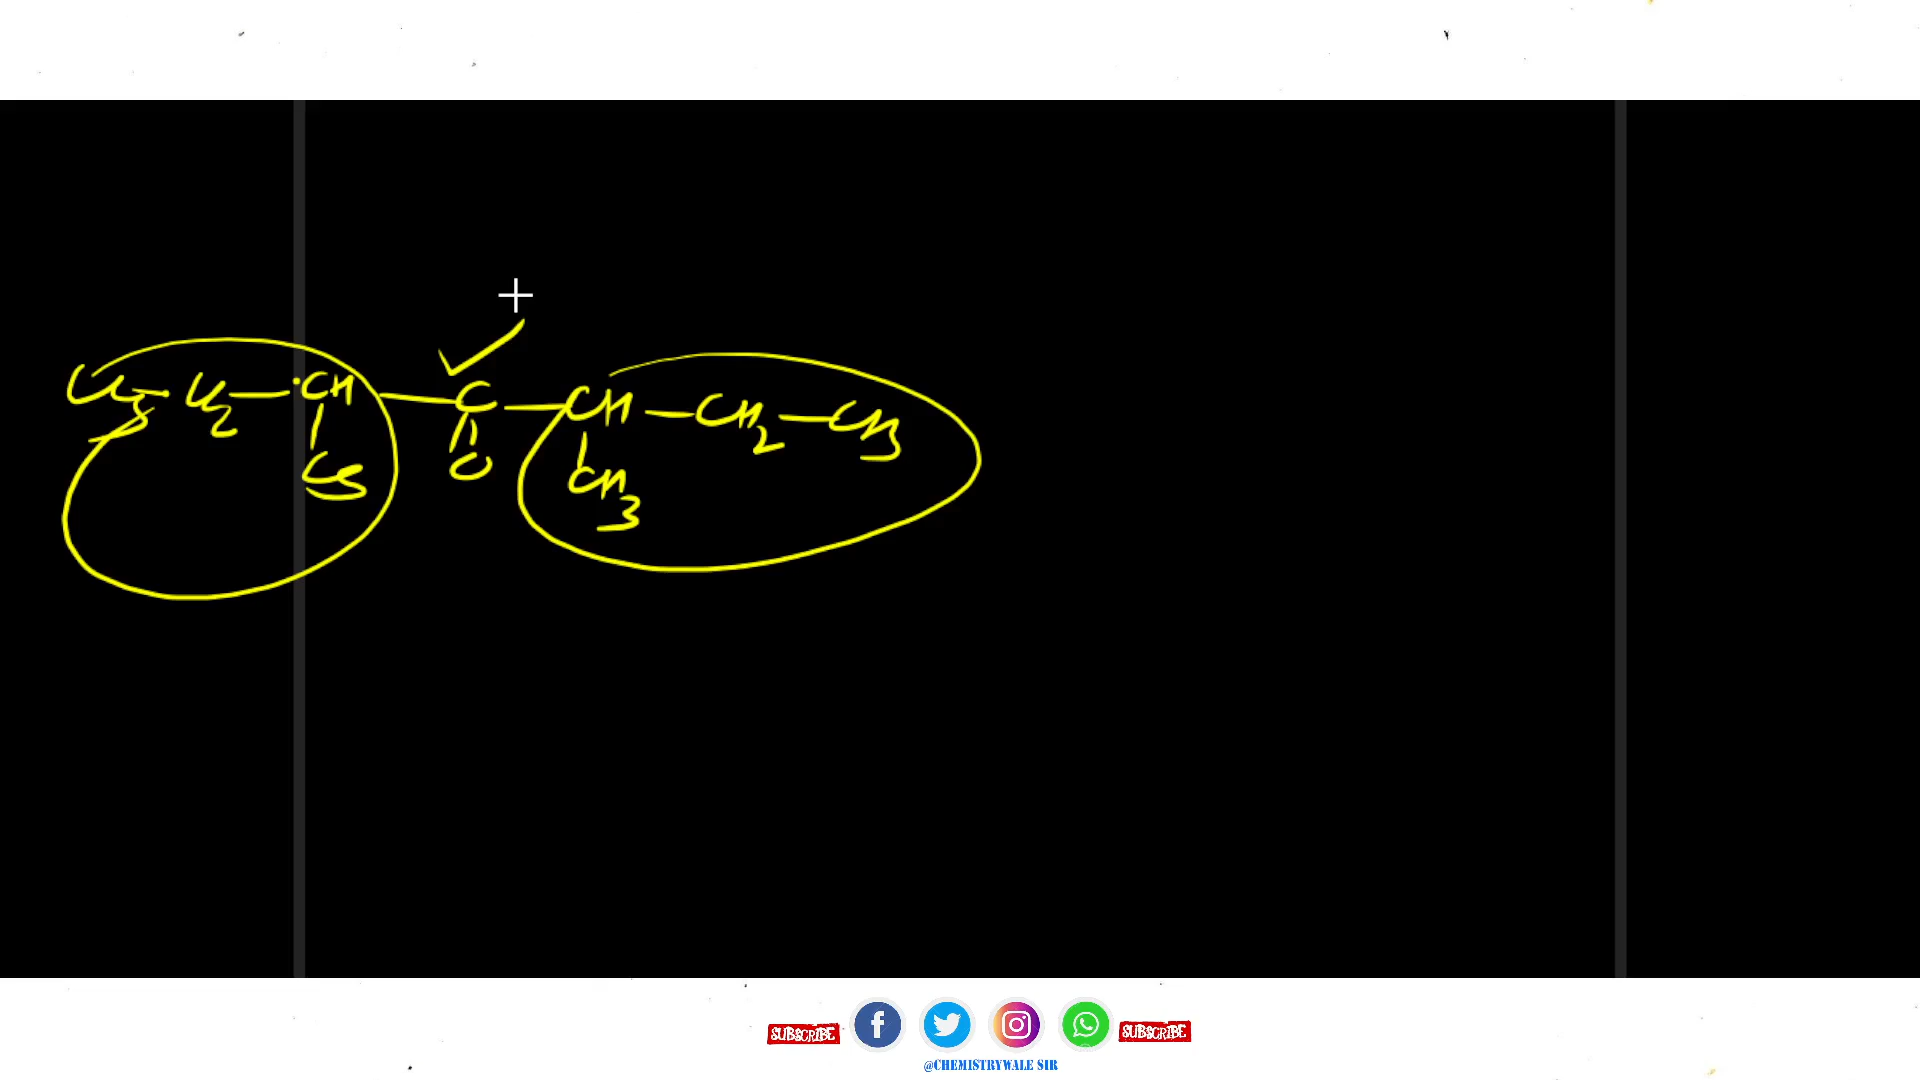 CH3-CH2-CH-C-CH-CH2-CH3
CH3 O CH3
SUBSCRIBE f SUBSCRIBE
@CHEMISTRYWALE SIR